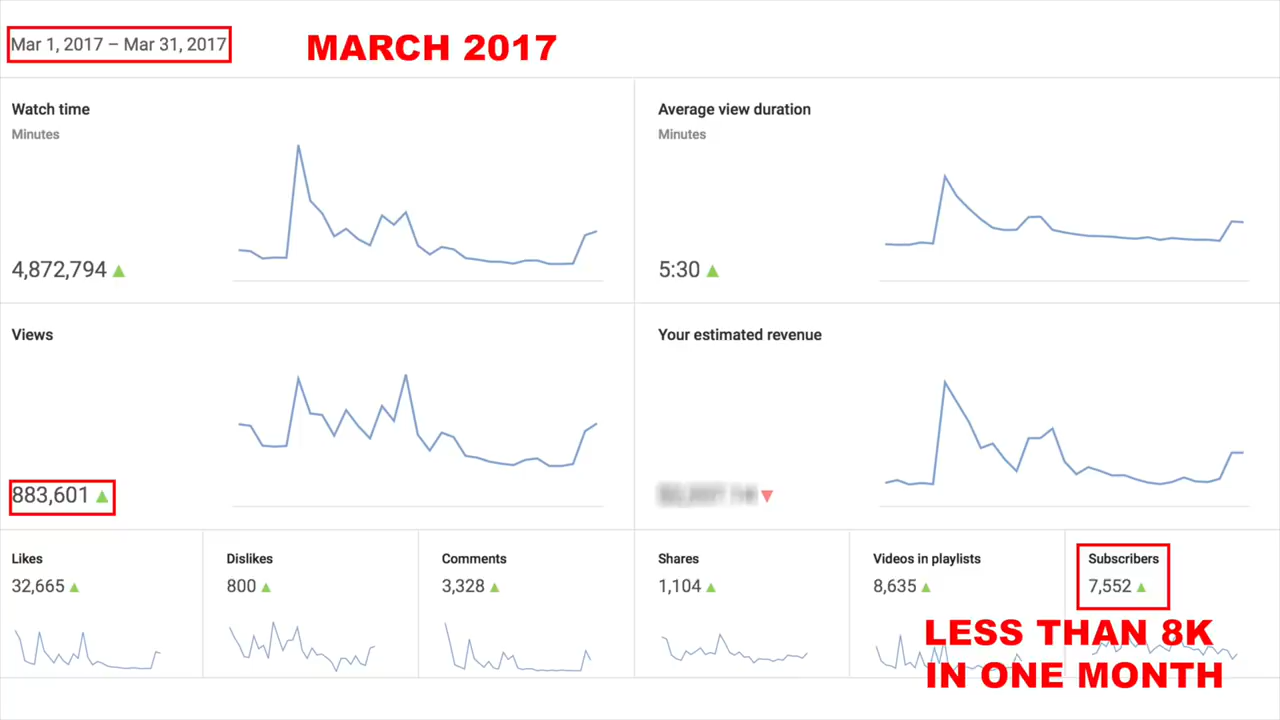 Mar 1, 2017 – Mar 31, 2017
MARCH 2017
Watch time
Minutes
4,872,794
Average view duration
Minutes
5:30
Views
883,601
Your estimated revenue
Likes
32,665
Dislikes
800
Comments
3,328
Shares
1,104
Videos in playlists
8,635
Subscribers
7,552
LESS THAN 8K
IN ONE MONTH